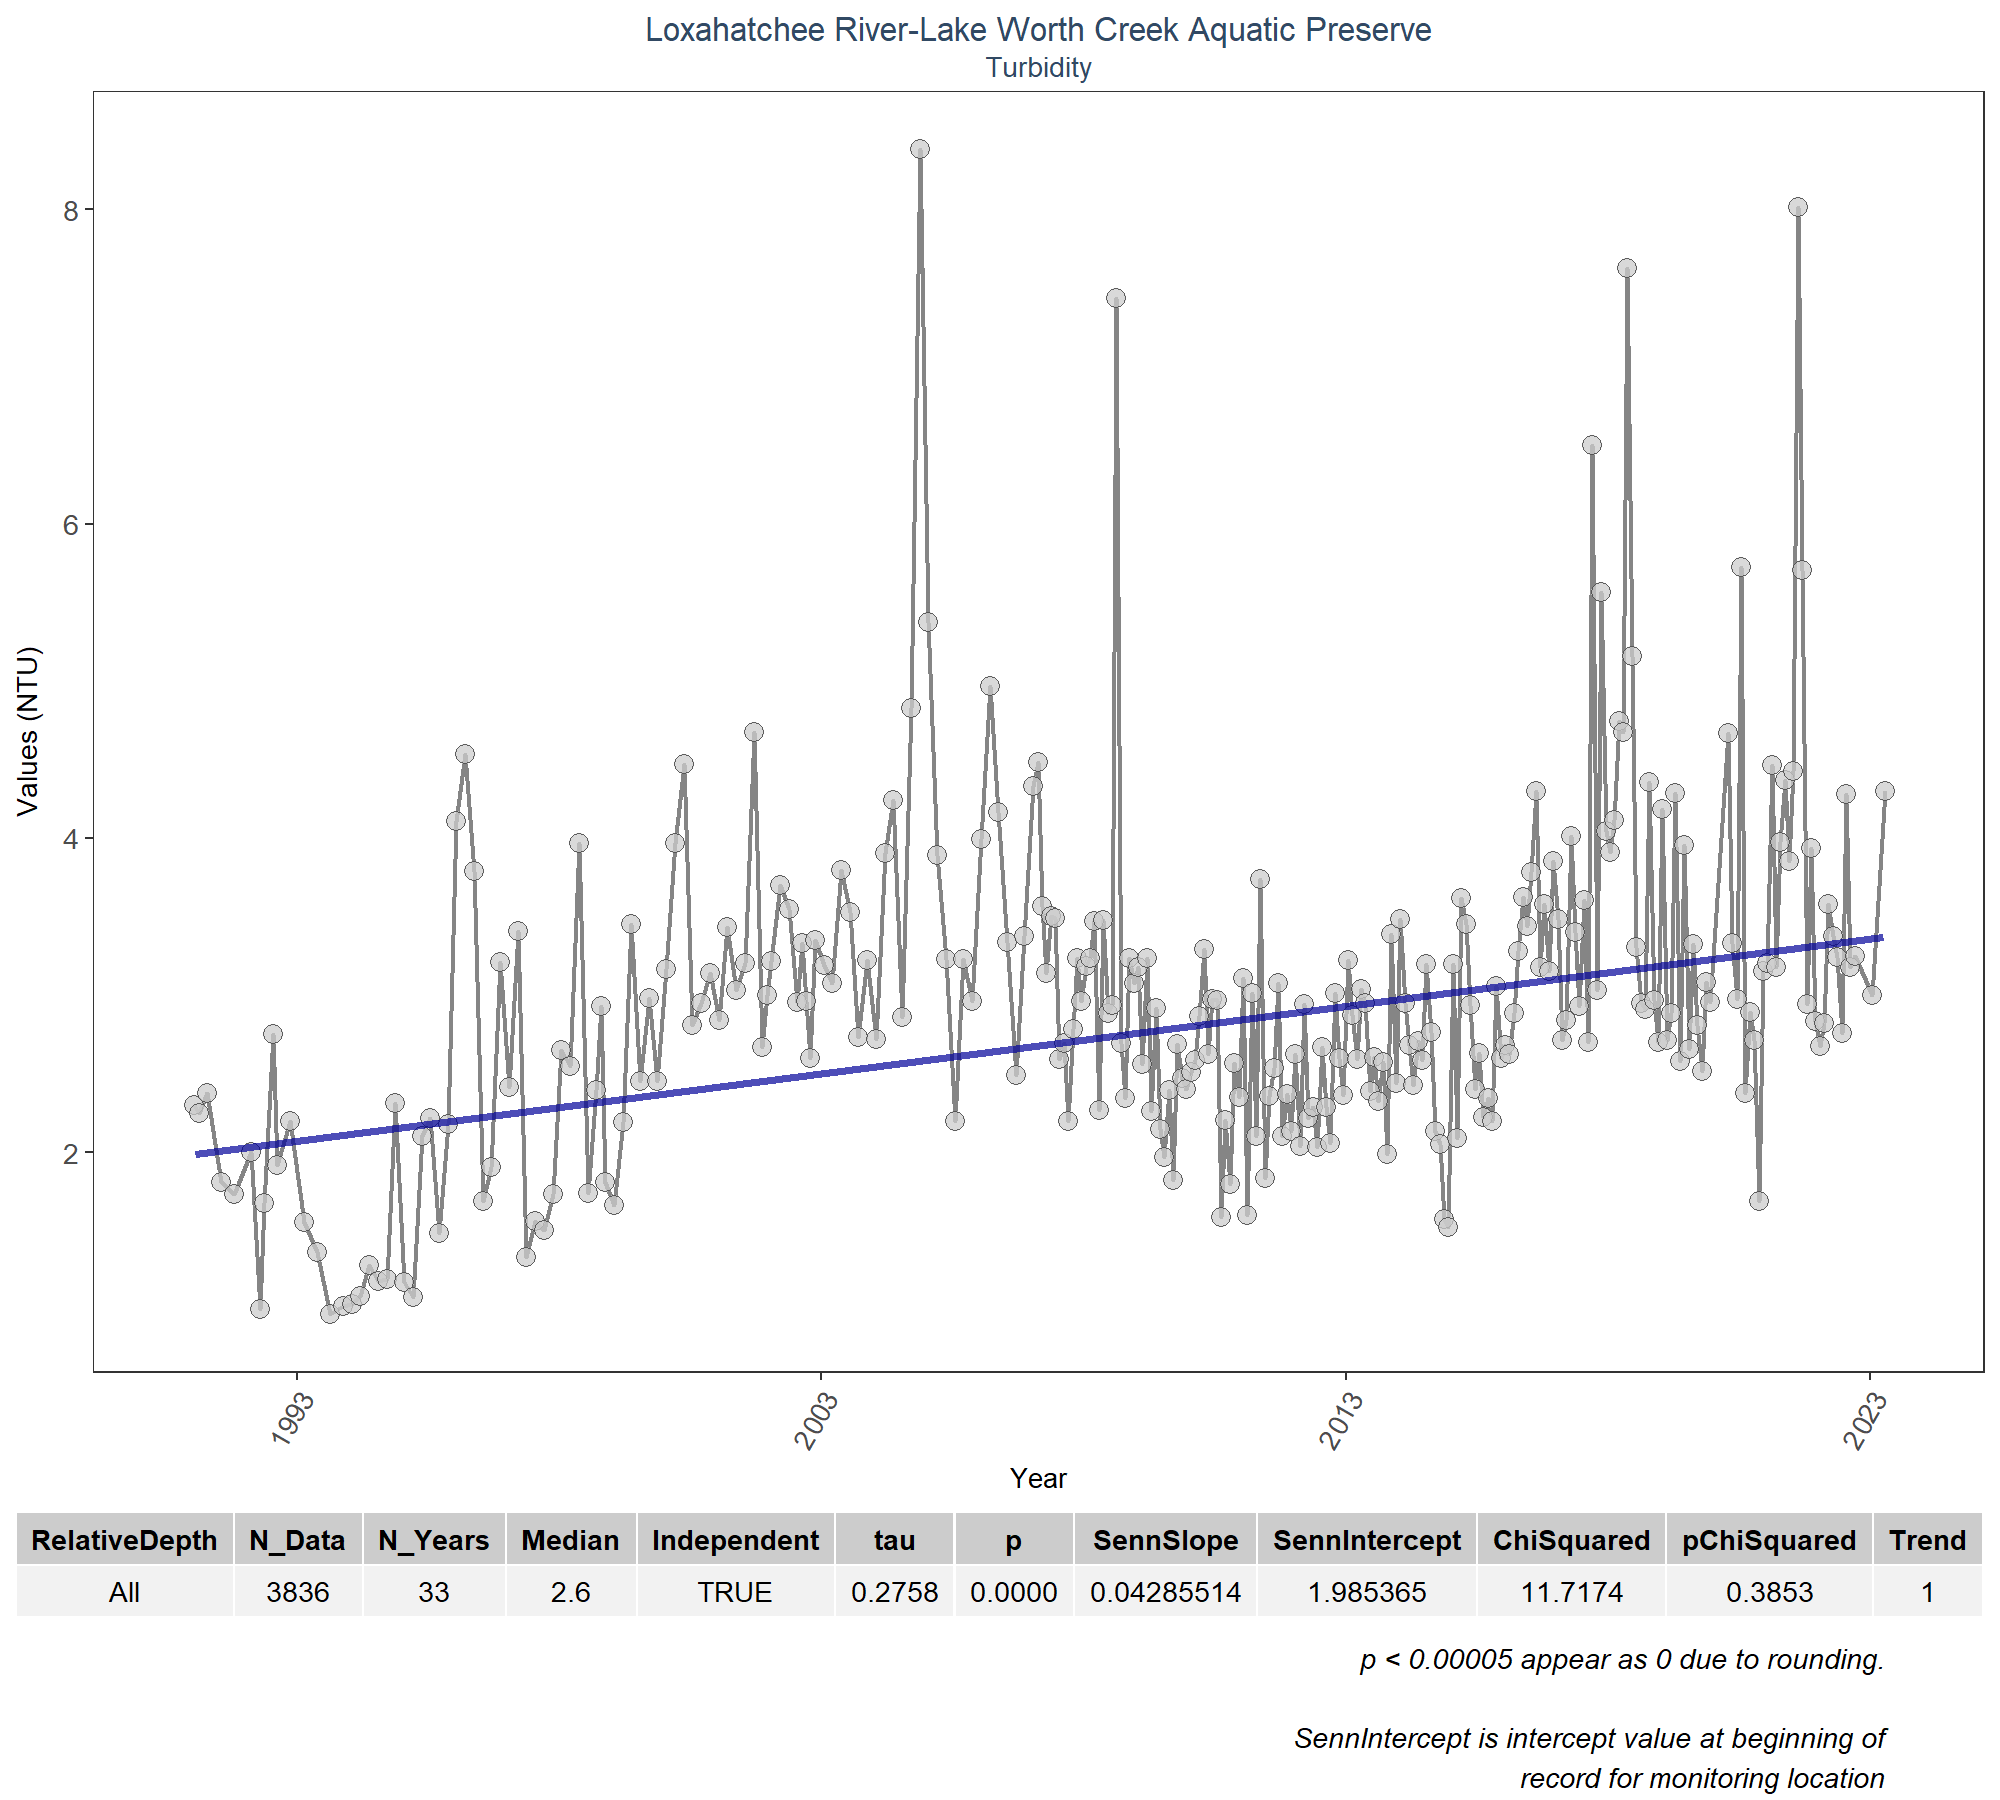 Loxahatchee River-Lake Worth Creek Aquatic Preserve
Turbidity
Values (NTU)
8
6
4
2
1993 2003 2013 2023
Year
RelativeDepth N_Data N_Years Median Independent tau p SennSlope SennIntercept ChiSquared pChiSquared Trend
All 3836 33 2.6 TRUE 0.2758 0.0000 0.04285514 1.985365 11.7174 0.3853 1
p < 0.00005 appear as 0 due to rounding.
SennIntercept is intercept value at beginning of
record for monitoring location